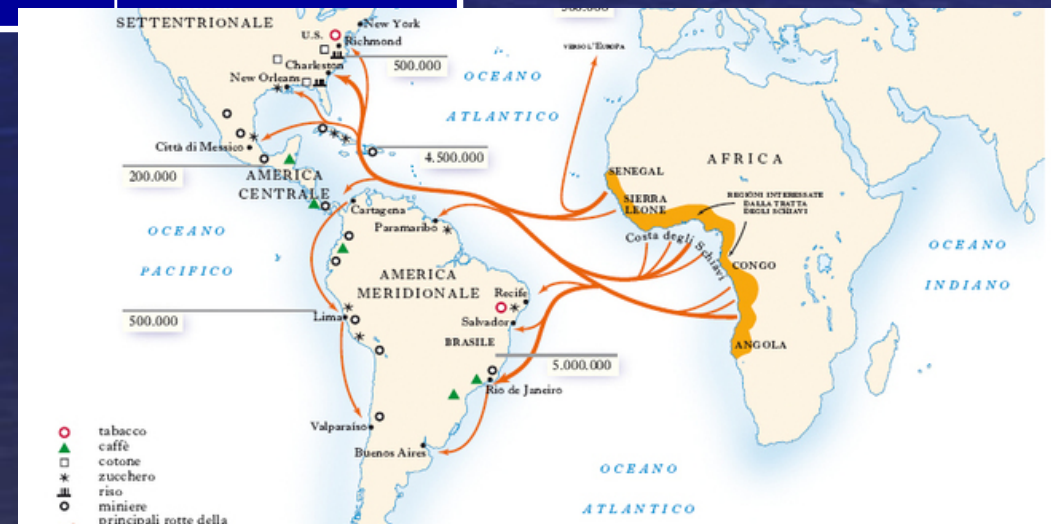 SETTENTRIONALE
New York
U.S.
Richmond
Charleston
New Orleans
500.000
VERSO L'EUROPA
OCEANO
ATLANTICO
Città di Messico
200.000
4.500.000
AMERICA
CENTRALE
Cartagena
Paramaribo
AFRICA
SENEGAL
SIERRA
LEONE
REGIONI INTERESSATE
DALLA TRATTA
DEGLI SCHIAVI
Costa degli Schiavi
CONGO
ANGOLA
OCEANO
INDIANO
OCEANO
PACIFICO
AMERICA
MERIDIONALE
Recife
Salvador
BRASILE
Lima
500.000
5.000.000
Rio de Janeiro
Valparaiso
Buenos Aires
OCEANO
ATLANTICO
tabacco
caffè
cotone
zucchero
riso
miniere
principali rotte della